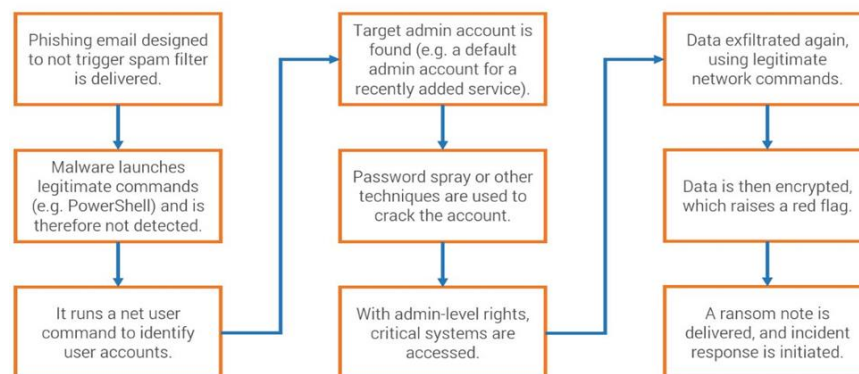 Phishing email designed
to not trigger spam filter
is delivered.
Malware launches
legitimate commands
(e.g. PowerShell) and is
therefore not detected.
It runs a net user
command to identify
user accounts.
Target admin account is
found (e.g. a default
admin account for a
recently added service).
Password spray or other
techniques are used to
crack the account.
With admin-level rights,
critical systems are
accessed.
Data exfiltrated again,
using legitimate
network commands.
Data is then encrypted,
which raises a red flag.
A ransom note is
delivered, and incident
response is initiated.